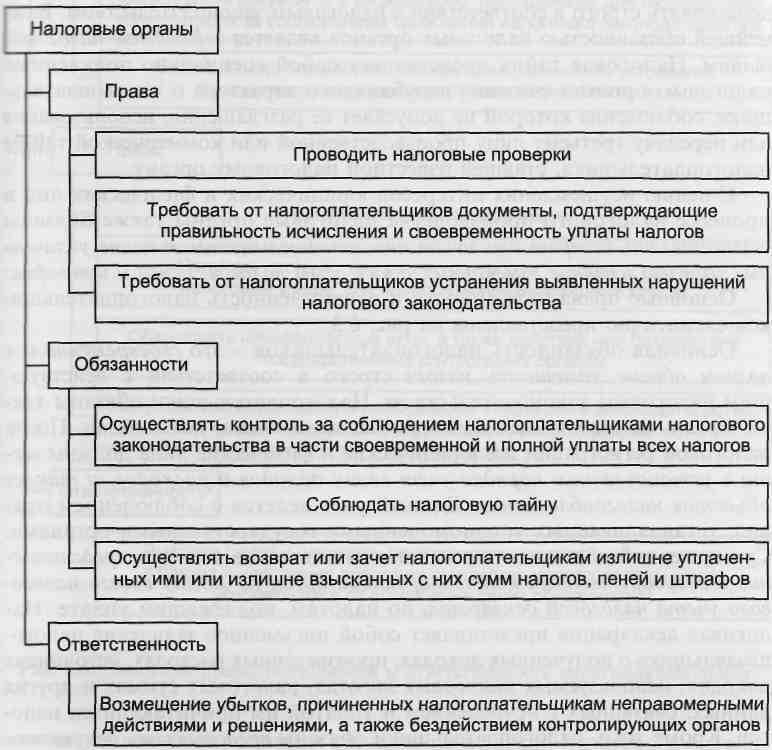 Налоговые органы
Права
Проводить налоговые проверки
Требовать от налогоплательщиков документы, подтверждающие
правильность исчисления и своевременность уплаты налогов
Требовать от налогоплательщиков устранения выявленных нарушений
налогового законодательства
Обязанности
Осуществлять контроль за соблюдением налогоплательщиками налогового
законодательства в части своевременной и полной уплаты всех налогов
Соблюдать налоговую тайну
Осуществлять возврат или зачет налогоплательщикам излишне уплачен-
ных ими или излишне взысканных с них сумм налогов, пеней и штрафов
Ответственность
Возмещение убытков, причиненных налогоплательщикам неправомерными
действиями и решениями, а также бездействием контролирующих органов